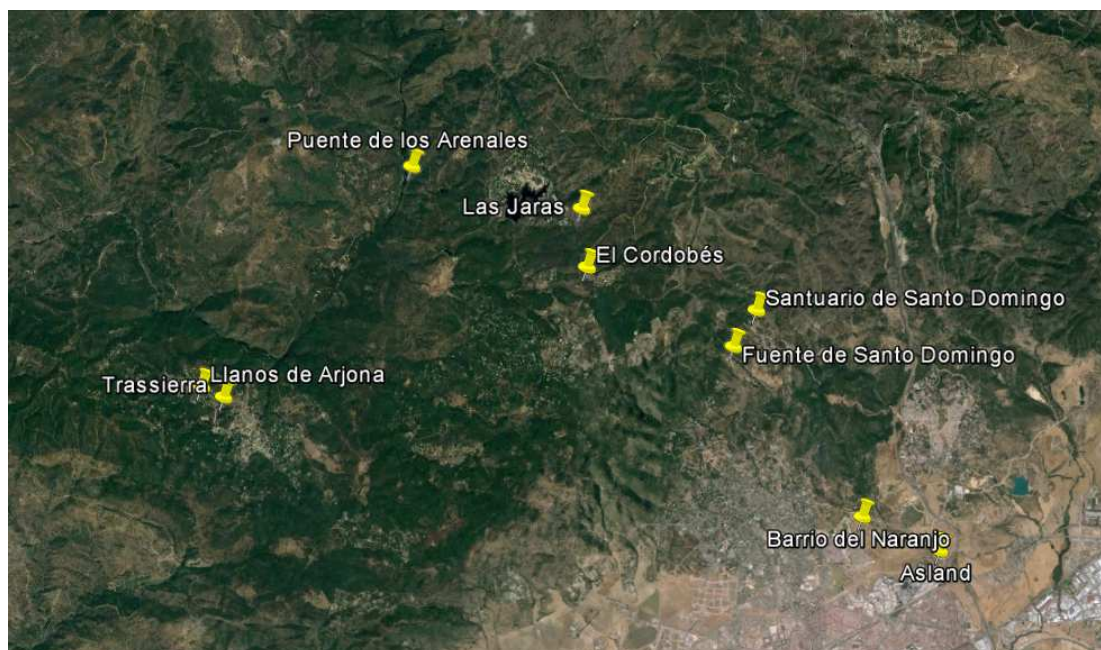 Puente de los Arenales
Las Jaras
El Cordobés
Santuario de Santo Domingo
Fuente de Santo Domingo
Llanos de Arjona
Trassierra
Barrio del Naranjo
Asland